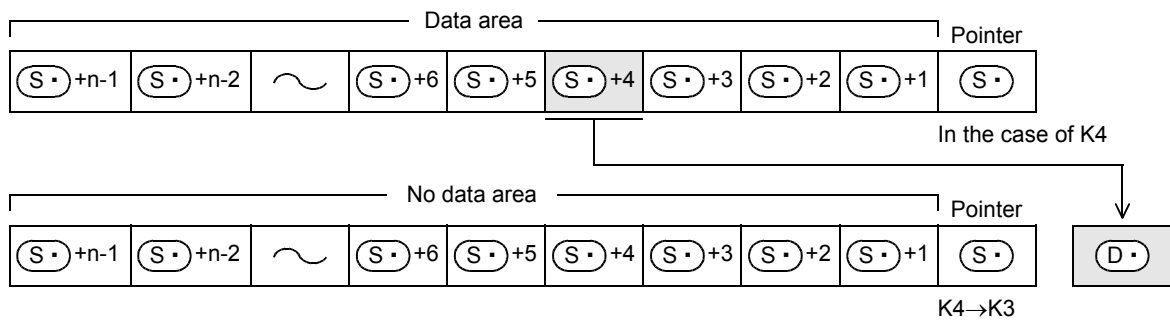 Data area
Pointer
S· +n-1 S· +n-2 S· +6 S· +5 S· +4 S· +3 S· +2 S· +1 S·
In the case of K4
No data area
Pointer
S· +n-1 S· +n-2 S· +6 S· +5 S· +4 S· +3 S· +2 S· +1 S· D·
K4→K3